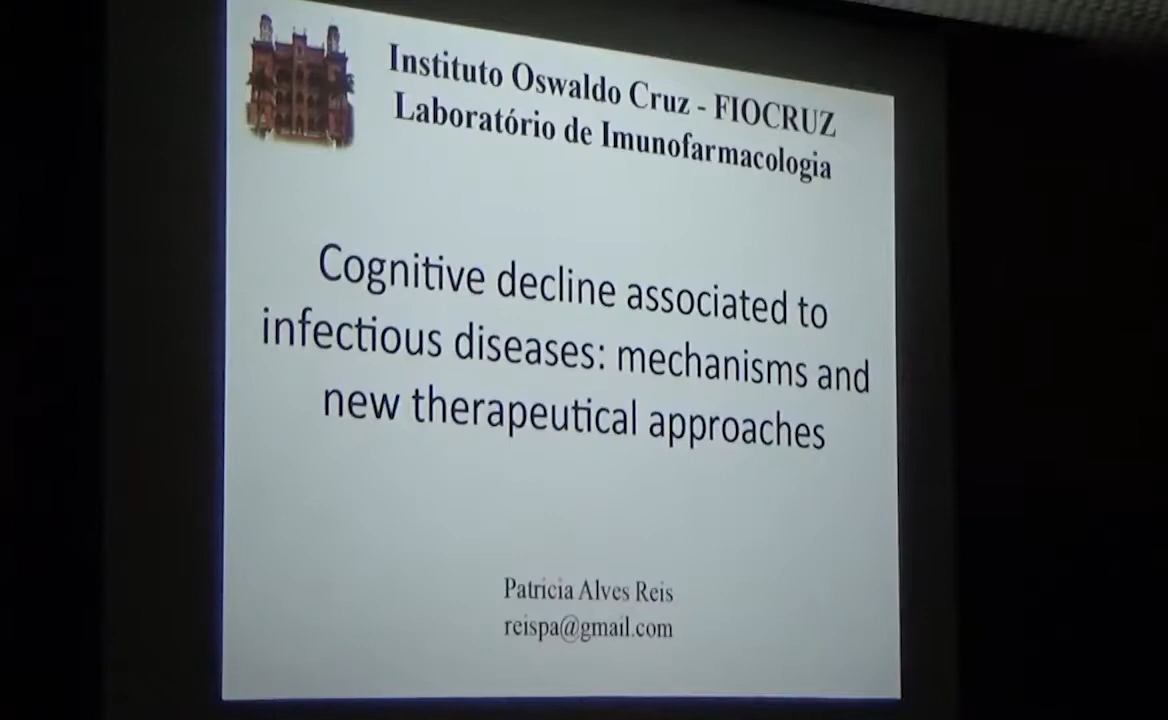 Instituto Oswaldo Cruz - FIOCRUZ
Laboratório de Imunofarmacologia
Cognitive decline associated to
infectious diseases: mechanisms and
new therapeutical approaches
Patricia Alves Reis
reispa@gmail.com